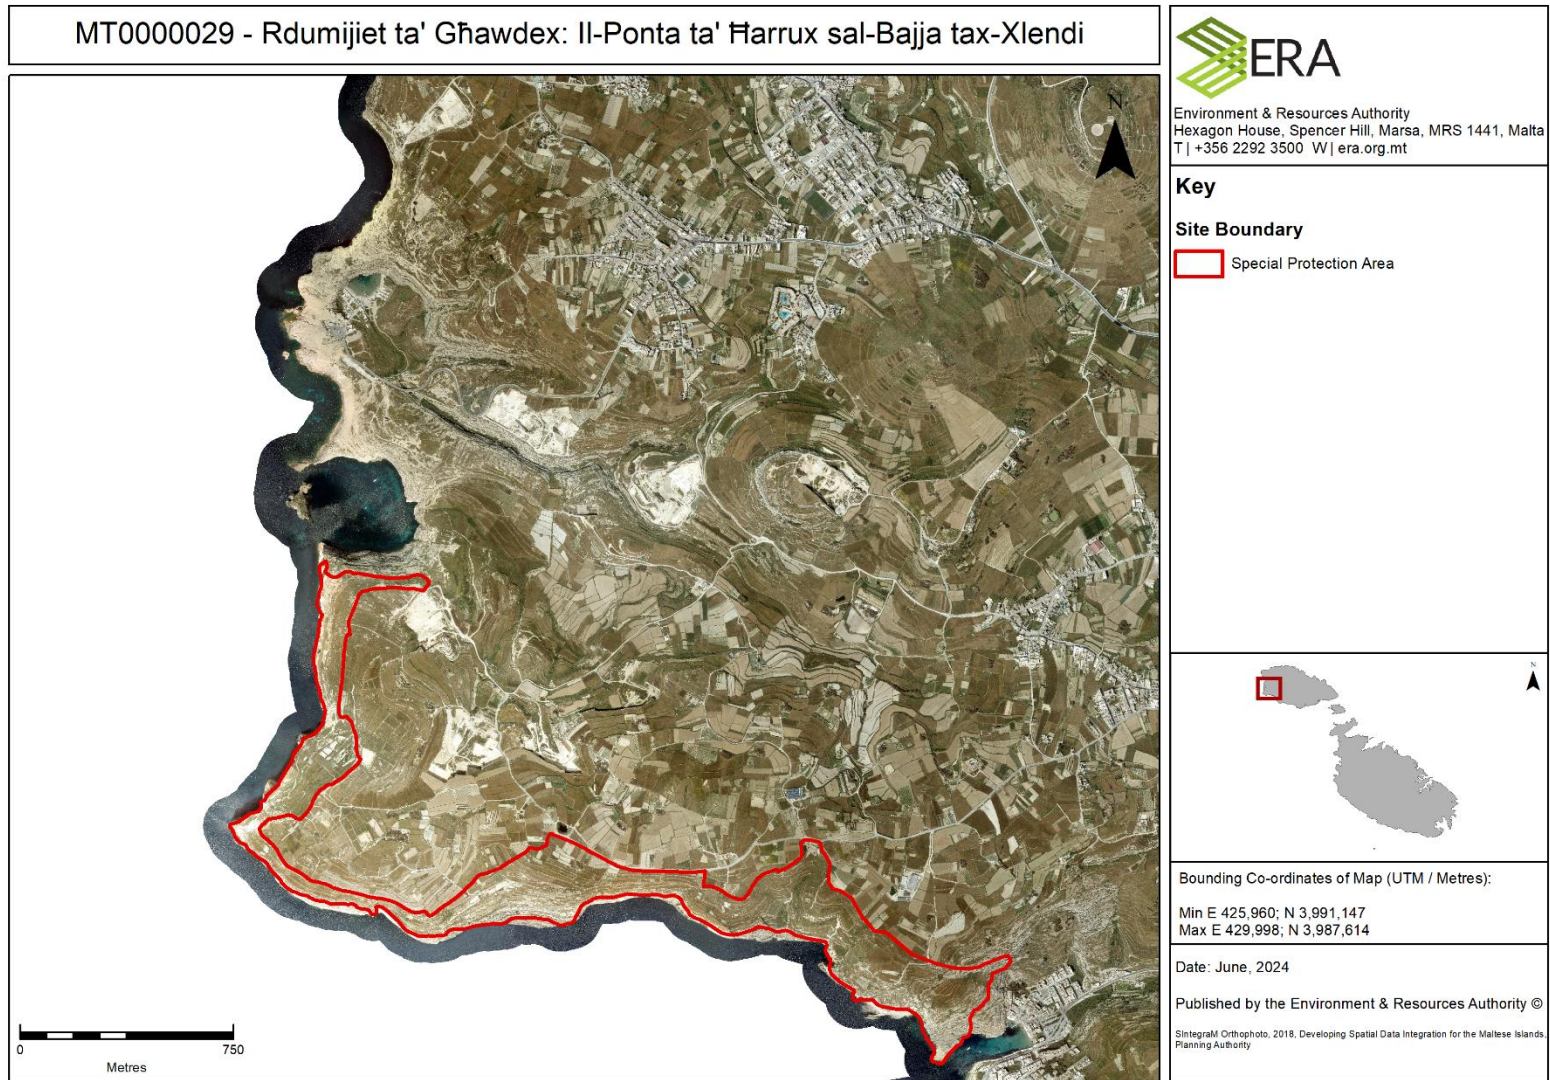 MT0000029 - Rdumijiet ta' Għawdex: Il-Ponta ta' Ħarrux sal-Bajja tax-Xlendi
N
0
750
Metres
ERA
Environment & Resources Authority
Hexagon House, Spencer Hill, Marsa, MRS 1441, Malta
T | +356 2292 3500 W | era.org.mt
Key
Site Boundary
Special Protection Area
N
Bounding Co-ordinates of Map (UTM / Metres):
Min E 425,960; N 3,991,147
Max E 429,998; N 3,987,614
Date: June, 2024
Published by the Environment & Resources Authority ©
SIntegraM Orthophoto, 2018, Developing Spatial Data Integration for the Maltese Islands,
Planning Authority